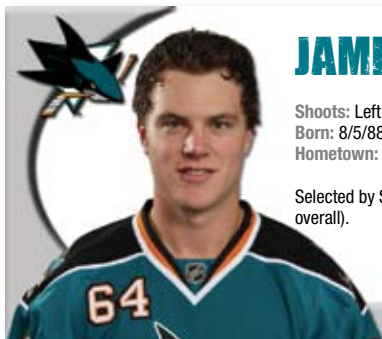 JAMI
Shoots: Left
Born: 8/5/88
Hometown:
Selected by S
overall).
64